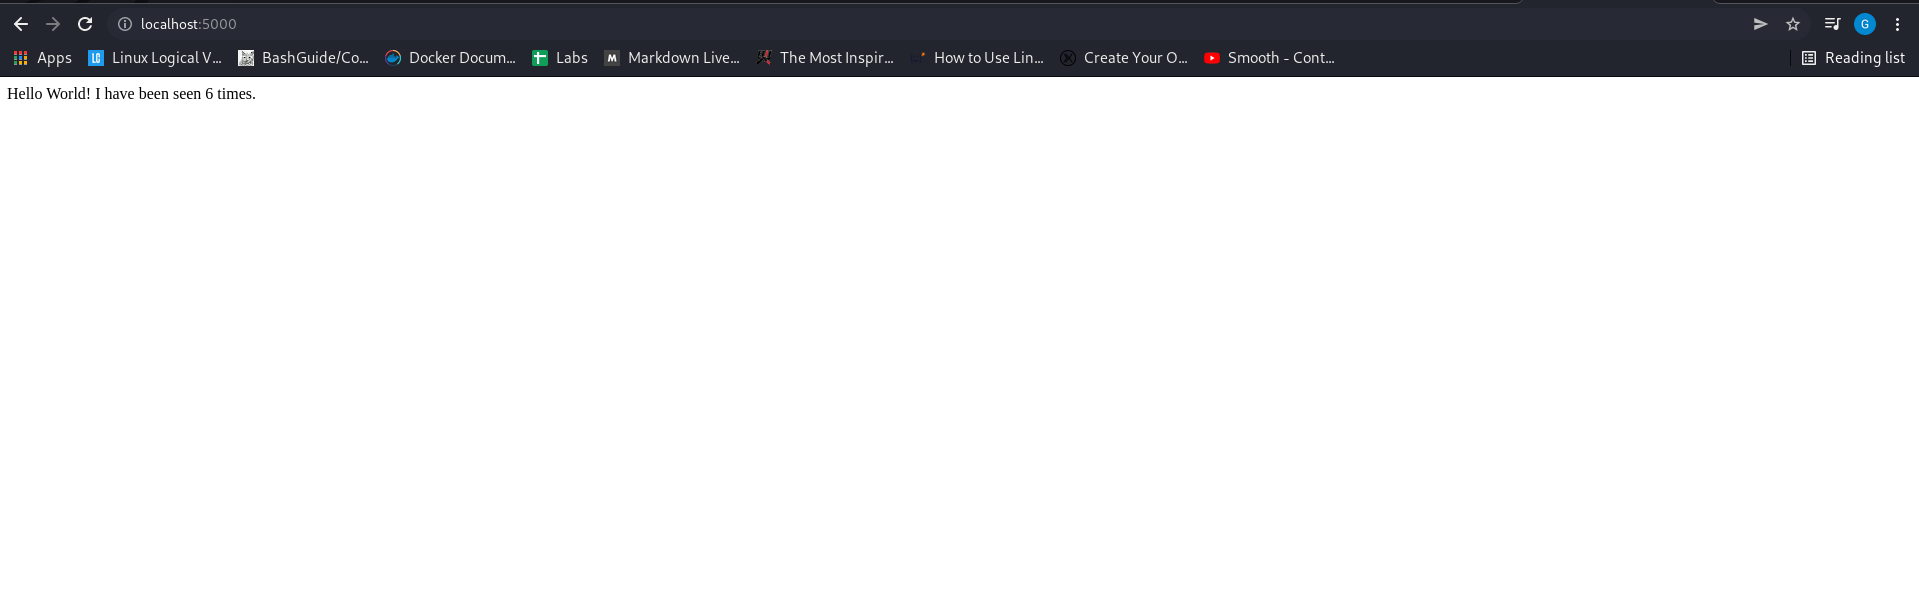 localhost:5000
G
Apps LC Linux Logical V... BashGuide/Co... Docker Docum... Labs M Markdown Live... The Most Inspir... How to Use Lin... Create Your O... Smooth - Cont... Reading list
Hello World! I have been seen 6 times.